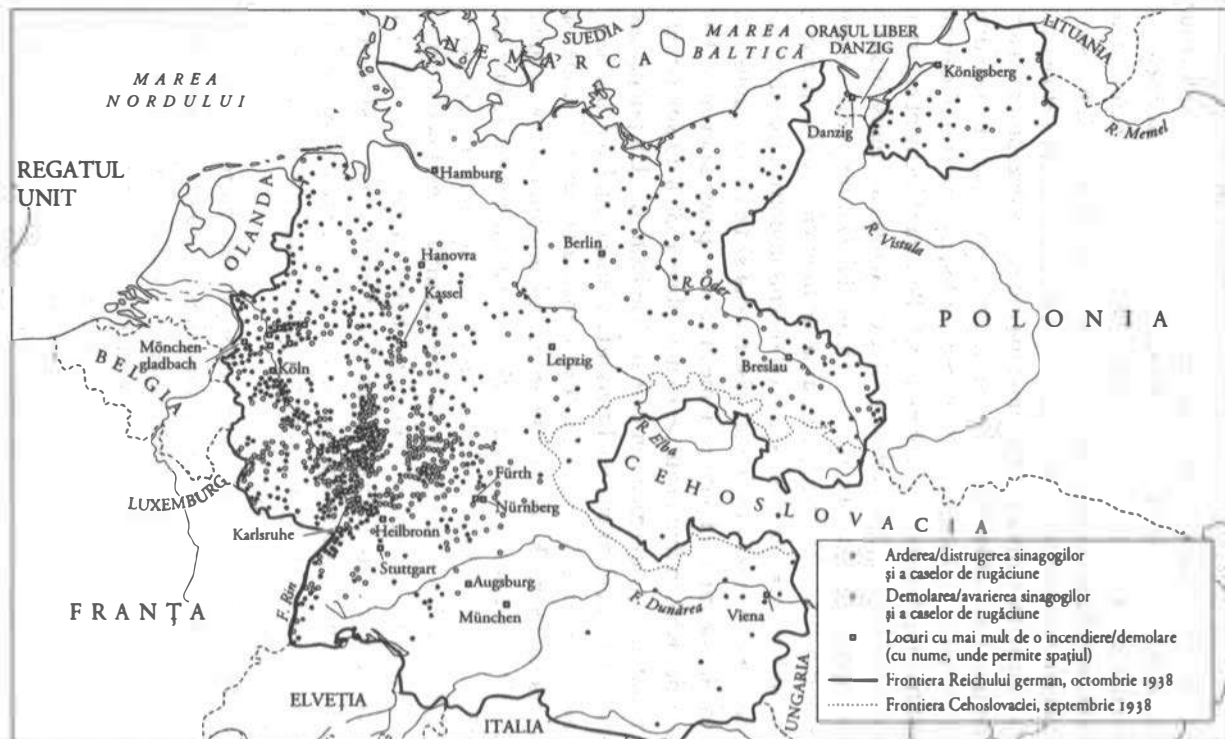 DANEMARCA
SUEDIA
MAREA
BALTICĂ
ORAȘUL LIBER
DANZIG
LITUANIA
Königsberg
MAREA
NORDULUI
Danzig
R. Memel
REGATUL
UNIT
Hamburg
OLANDA
R. Vistula
Berlin
Hanovra
R. Oder
Kassel
POLONIA
Mönchen-
gladbach
BELGIA
Köln
Leipzig
Breslau
R. Elba
CEHOSLOVACIA
LUXEMBURG
Fürth
Nürnberg
Karlsruhe
Heilbronn
Stuttgart
Augsburg
FRANȚA
F. Rin
München
F. Dunărea
Viena
ELVEȚIA
ITALIA
UNGARIA
Arderea/distrugerea sinagogilor
și a caselor de rugăciune
Demolarea/avarierea sinagogilor
și a caselor de rugăciune
Locuri cu mai mult de o incendiere/demolare
(cu nume, unde permite spațiul)
Frontiera Reichului german, octombrie 1938
Frontiera Cehoslovaciei, septembrie 1938